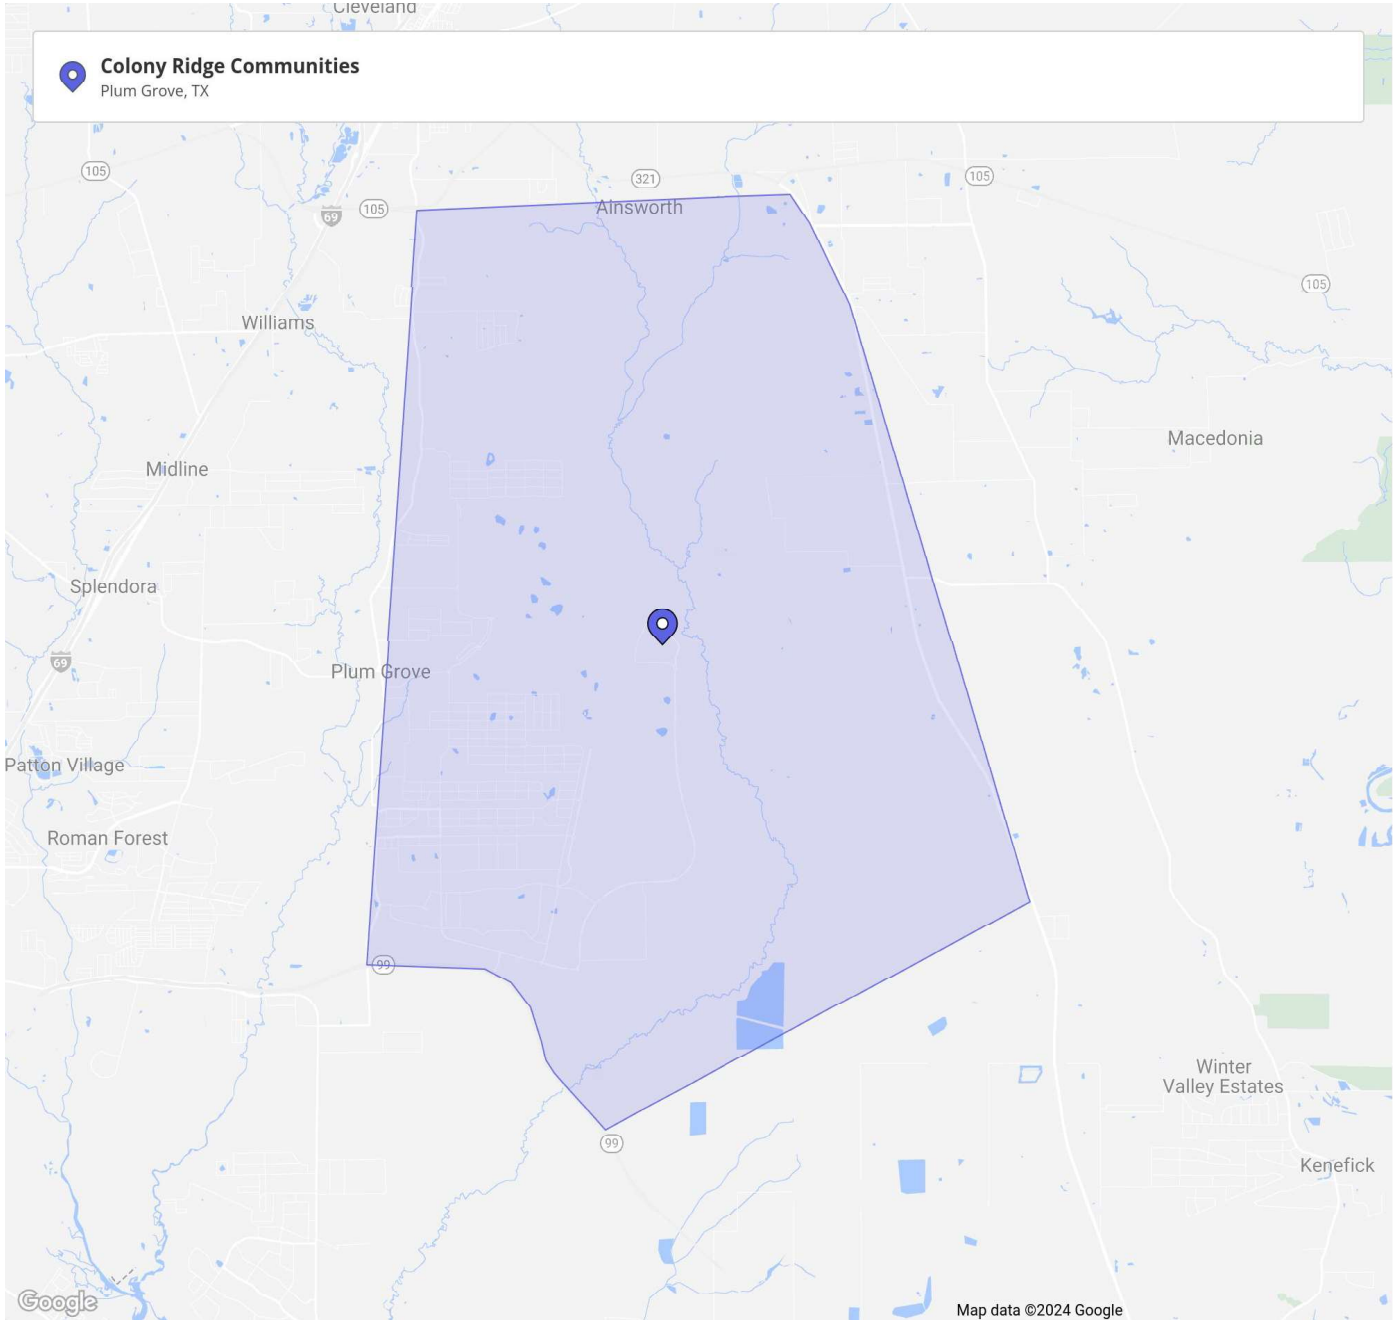 Cleveland
Colony Ridge Communities
Plum Grove, TX
105
321
105
69
105
Ainsworth
105
Williams
Macedonia
Midline
Splendora
69
Plum Grove
Patton Village
Roman Forest
99
Winter
Valley Estates
99
Kenefick
Google
Map data ©2024 Google